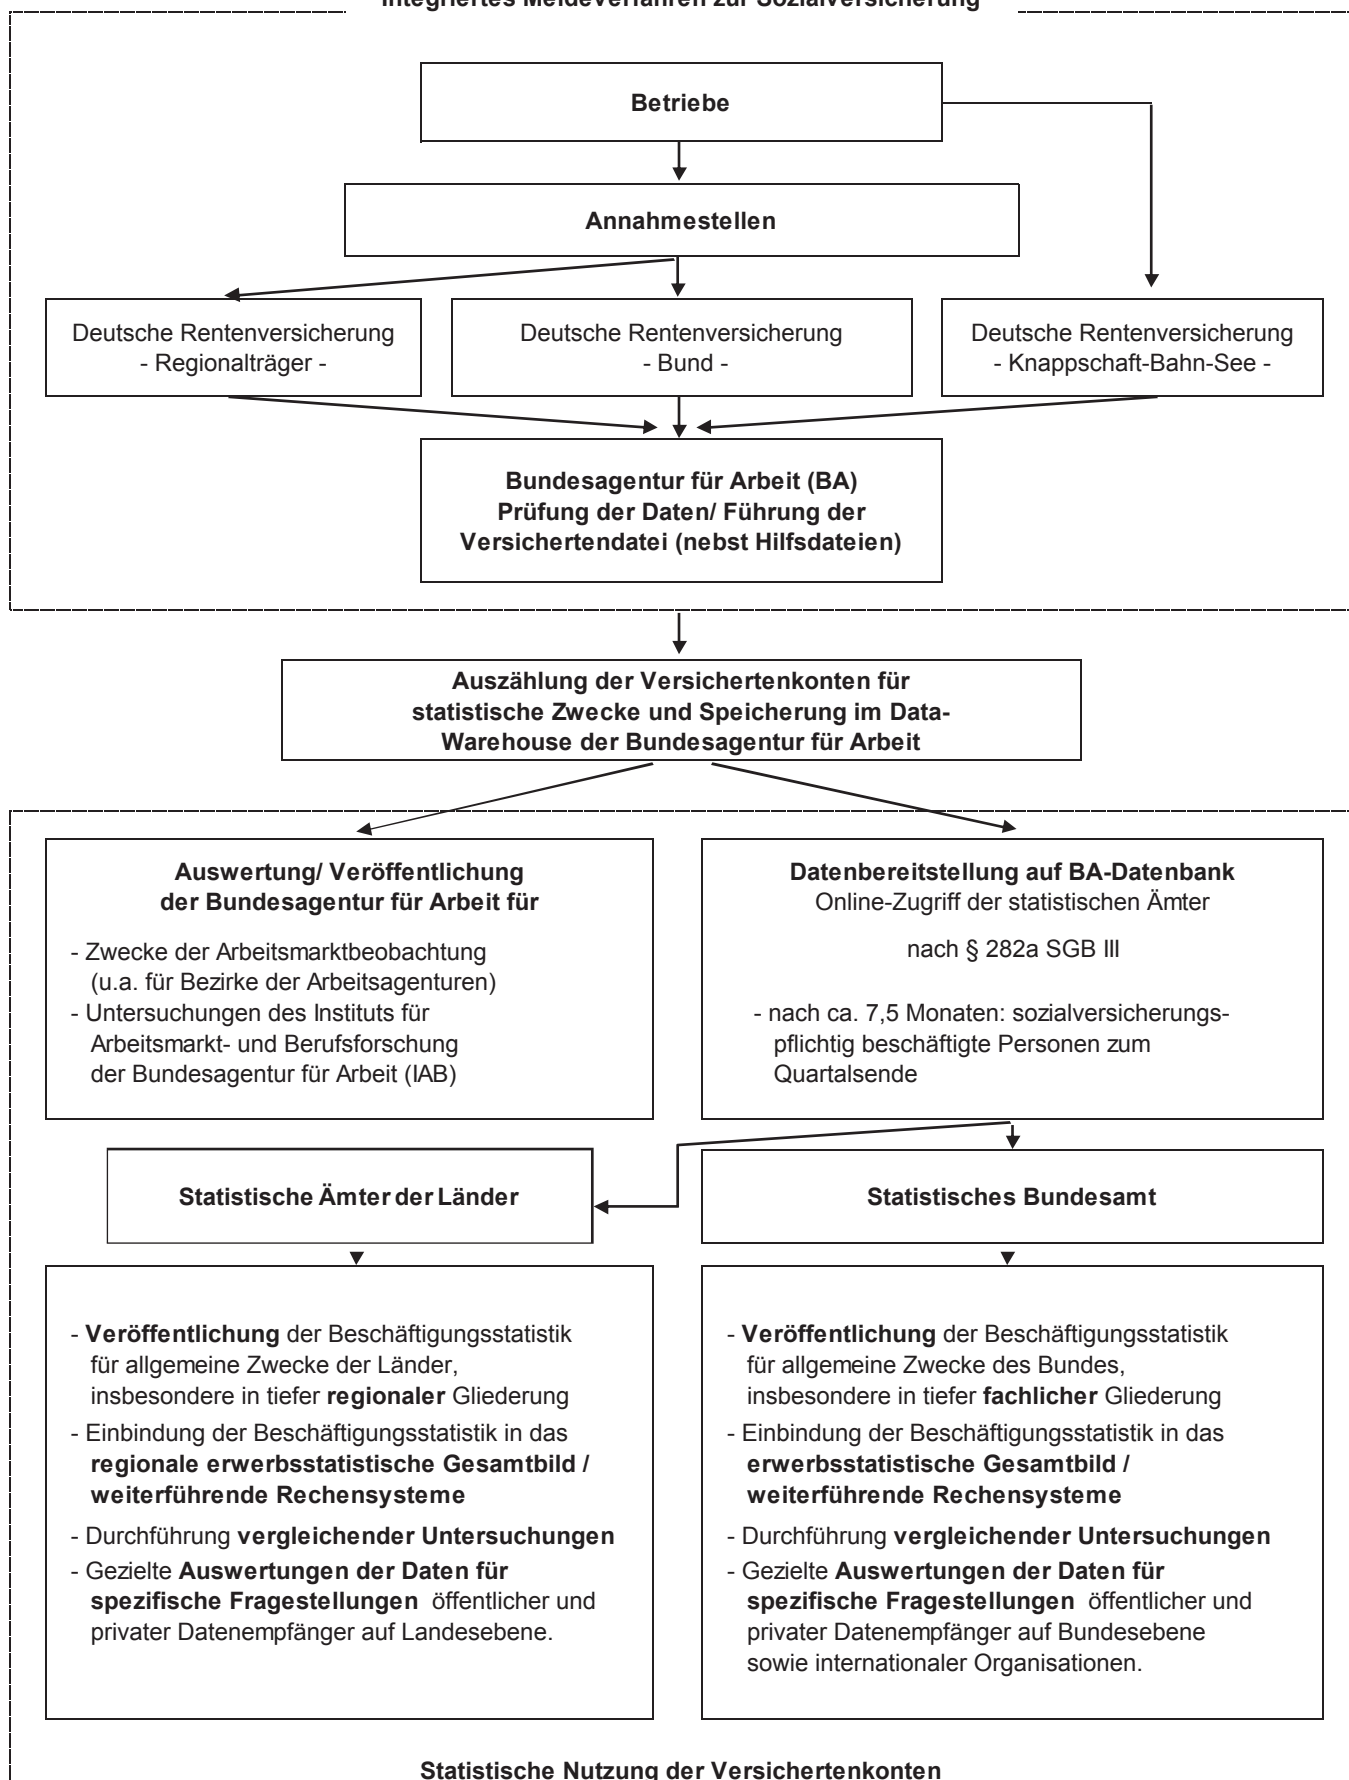 Integriertes Meldeverfahren zur Sozialversicherung
Betriebe
Annahmestellen
Deutsche Rentenversicherung
- Regionalträger -
Deutsche Rentenversicherung
- Bund -
Deutsche Rentenversicherung
- Knappschaft-Bahn-See -
Bundesagentur für Arbeit (BA)
Prüfung der Daten/ Führung der
Versichertendatei (nebst Hilfsdateien)
Auszählung der Versichertenkonten für
statistische Zwecke und Speicherung im Data-
Warehouse der Bundesagentur für Arbeit
Auswertung/ Veröffentlichung
der Bundesagentur für Arbeit für
- Zwecke der Arbeitsmarktbeobachtung
(u.a. für Bezirke der Arbeitsagenturen)
- Untersuchungen des Instituts für
Arbeitsmarkt- und Berufsforschung
der Bundesagentur für Arbeit (IAB)
Datenbereitstellung auf BA-Datenbank
Online-Zugriff der statistischen Ämter
nach § 282a SGB III
- nach ca. 7,5 Monaten: sozialversicherungs-
pflichtig beschäftigte Personen zum
Quartalsende
Statistische Ämter der Länder
Statistisches Bundesamt
- Veröffentlichung der Beschäftigungsstatistik
für allgemeine Zwecke der Länder,
insbesondere in tiefer regionaler Gliederung
- Einbindung der Beschäftigungsstatistik in das
regionale erwerbsstatistische Gesamtbild /
weiterführende Rechensysteme
- Durchführung vergleichender Untersuchungen
- Gezielte Auswertungen der Daten für
spezifische Fragestellungen öffentlicher und
privater Datenempfänger auf Landesebene.
- Veröffentlichung der Beschäftigungsstatistik
für allgemeine Zwecke des Bundes,
insbesondere in tiefer fachlicher Gliederung
- Einbindung der Beschäftigungsstatistik in das
erwerbsstatistische Gesamtbild /
weiterführende Rechensysteme
- Durchführung vergleichender Untersuchungen
- Gezielte Auswertungen der Daten für
spezifische Fragestellungen öffentlicher und
privater Datenempfänger auf Bundesebene
sowie internationaler Organisationen.
Statistische Nutzung der Versichertenkonten